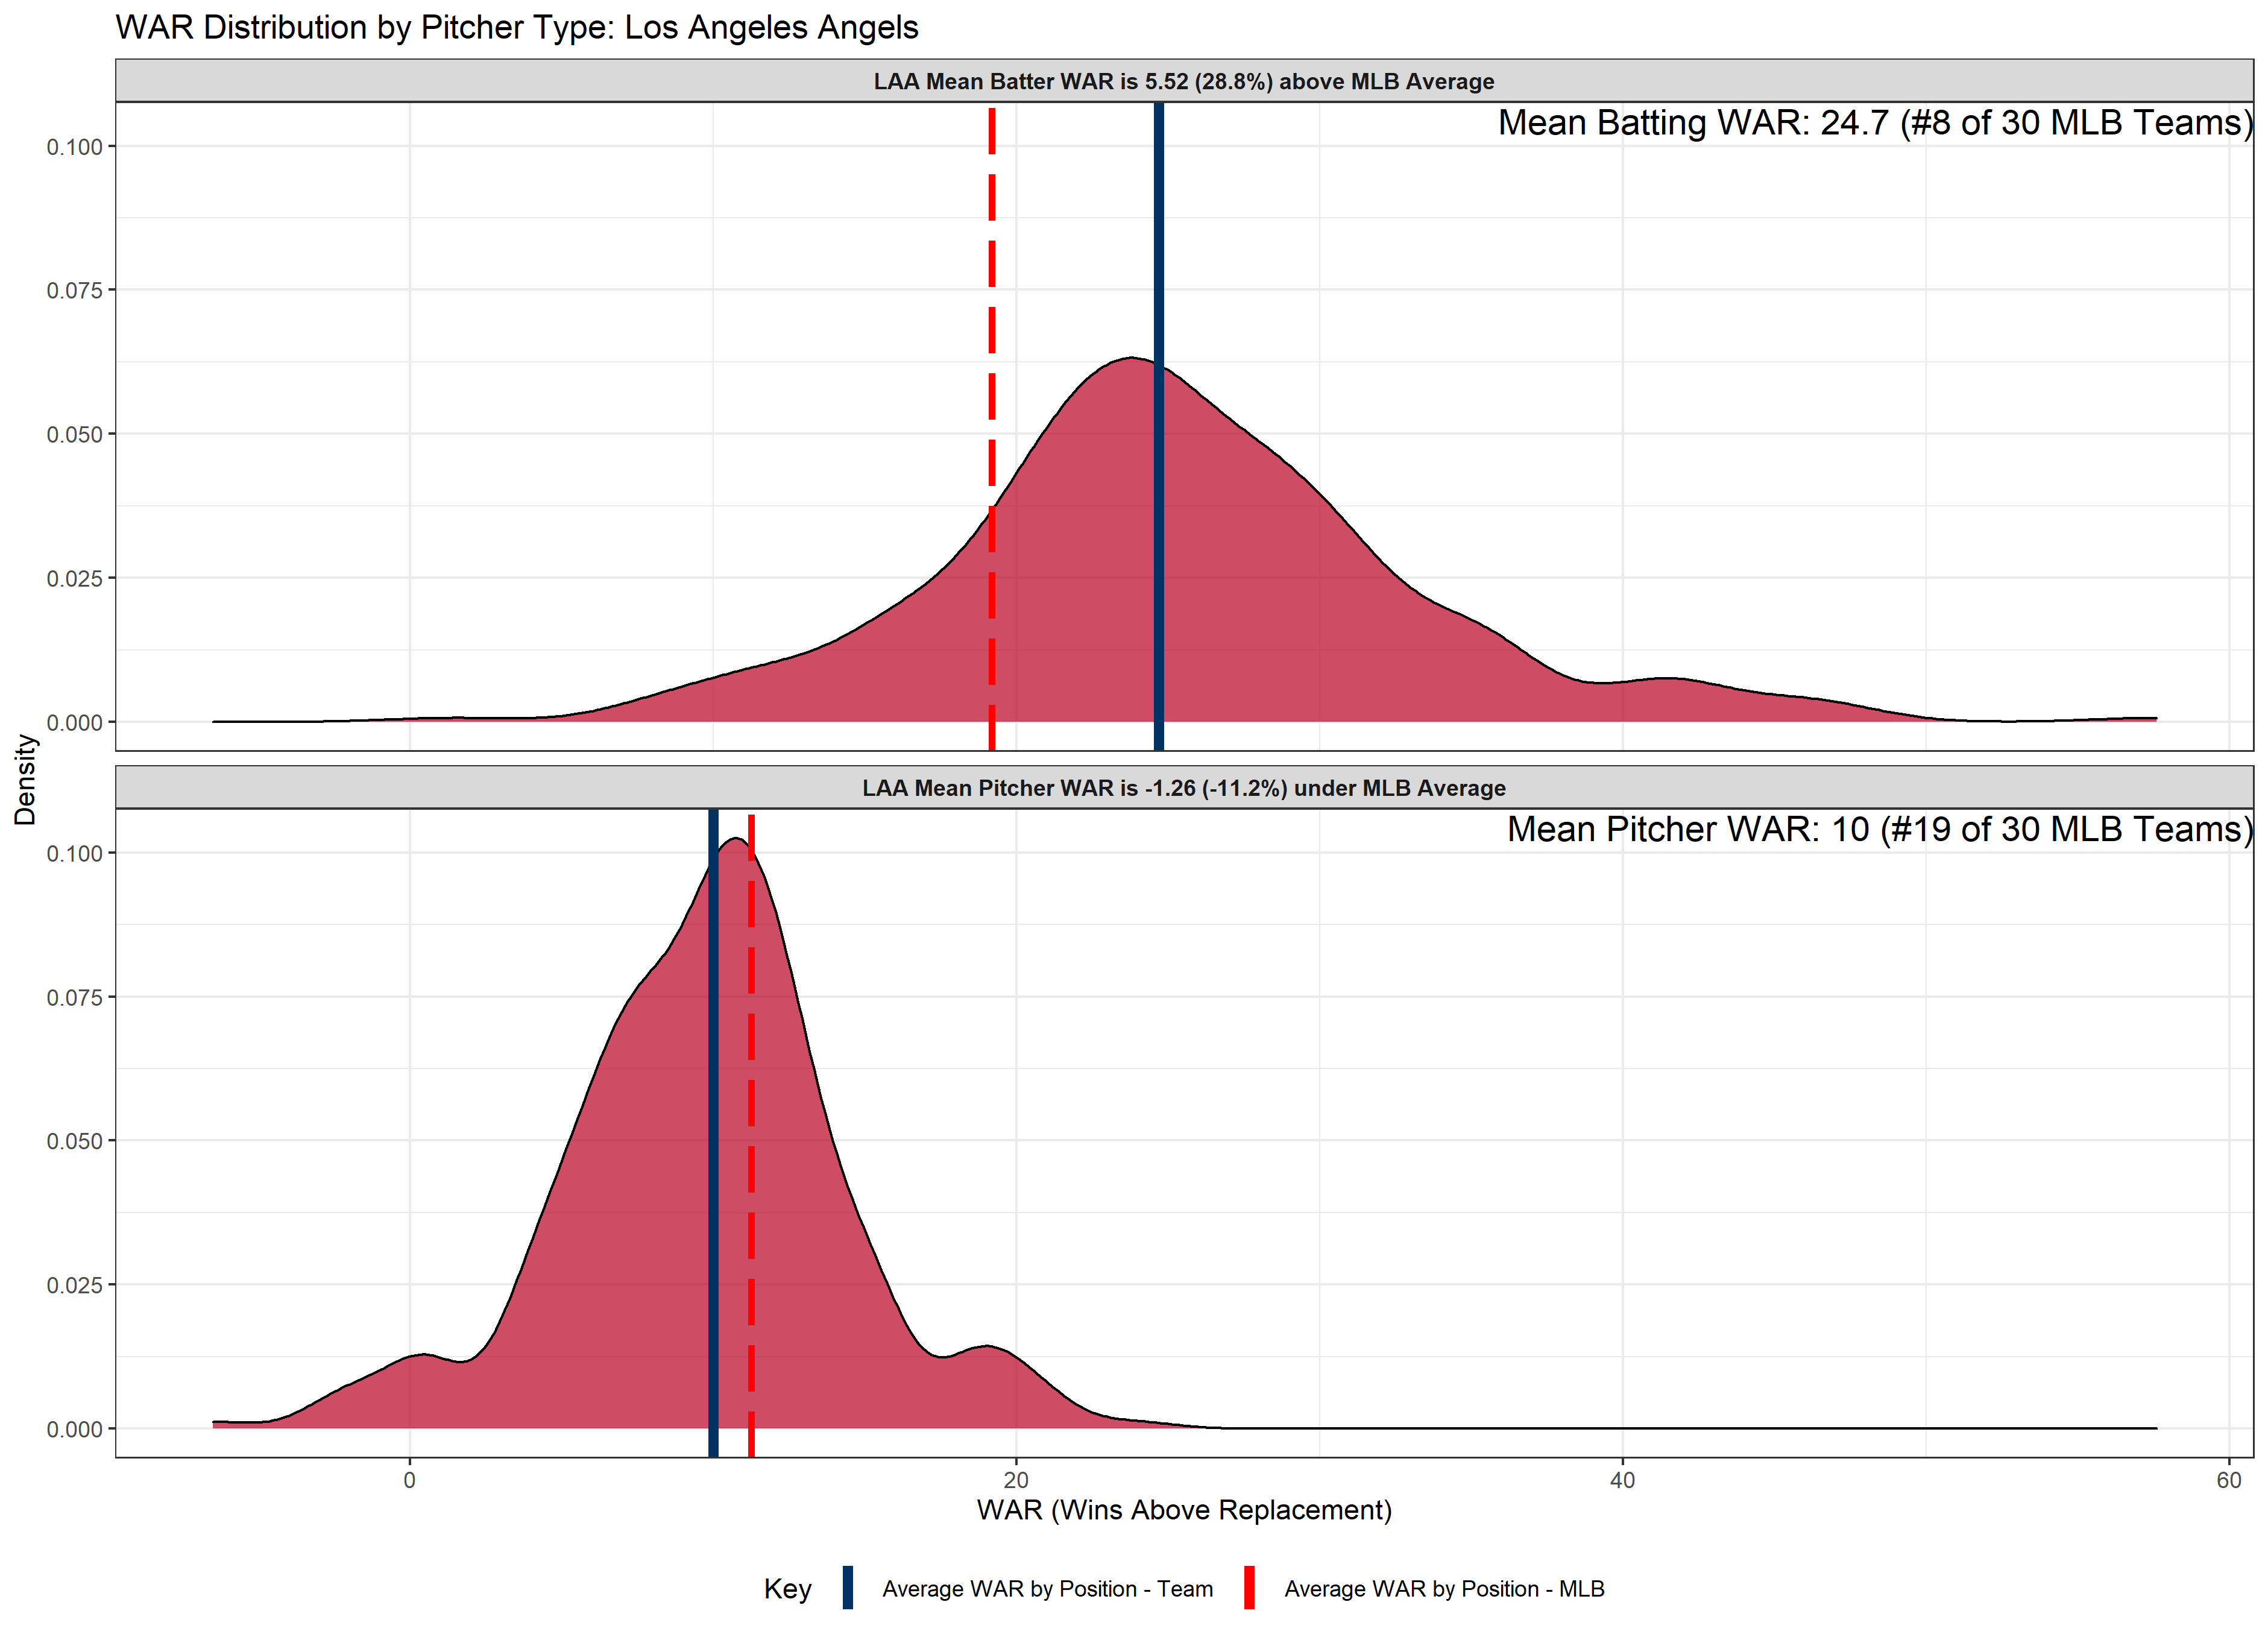 WAR Distribution by Pitcher Type: Los Angeles Angels
LAA Mean Batter WAR is 5.52 (28.8%) above MLB Average
Mean Batting WAR: 24.7 (#8 of 30 MLB Teams)
0.100
0.075
0.050
0.025
0.000
Density
LAA Mean Pitcher WAR is -1.26 (-11.2%) under MLB Average
Mean Pitcher WAR: 10 (#19 of 30 MLB Teams)
0.100
0.075
0.050
0.025
0.000
0 20 40 60
WAR (Wins Above Replacement)
Key Average WAR by Position - Team Average WAR by Position - MLB